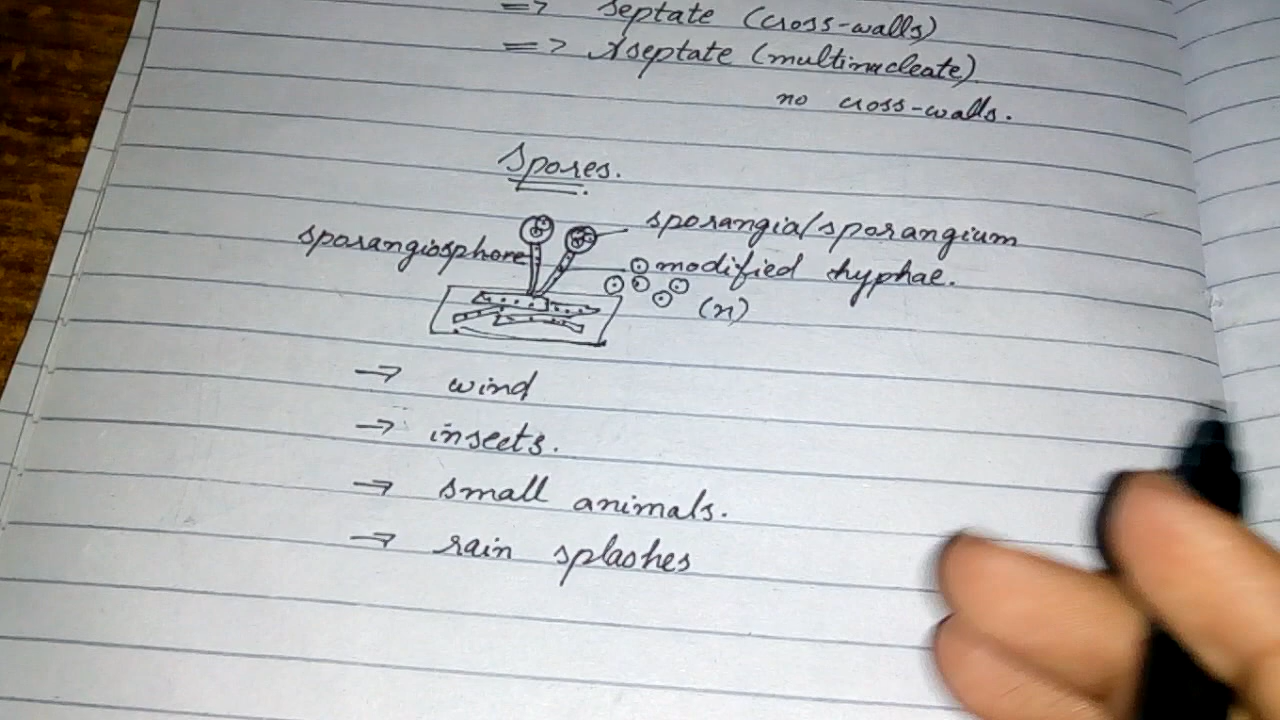 => septate (cross-walls)
=> Aseptate (multinucleate)
no cross-walls.
Spores.
sporangia/sporangium
sporangiosphore
modified hyphae.
(n)
→ wind
→ insects.
→ small animals.
→ rain splashes